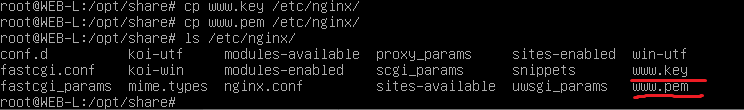 root@WEB-L:/opt/share# cp www.key /etc/nginx/
root@WEB-L:/opt/share# cp www.pem /etc/nginx/
root@WEB-L:/opt/share# ls /etc/nginx/
conf.d koi-utf modules-available proxy_params sites-enabled win-utf
fastcgi.conf koi-win modules-enabled scgi_params snippets www.key
fastcgi_params mime.types nginx.conf sites-available uwsgi_params www.pem
root@WEB-L:/opt/share#